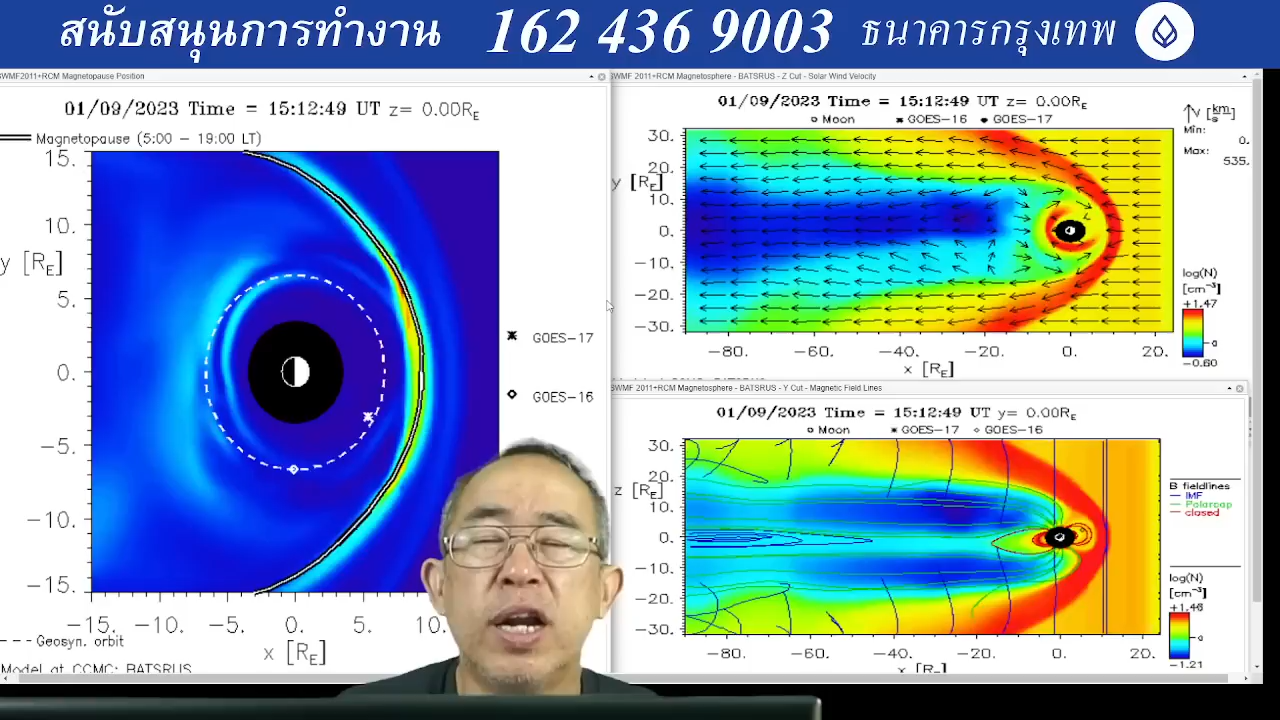 สนับสนุนการทำงาน 162 436 9003 ธนาคารกรุงเทพ
SWMF 2011+RCM Magnetopause Position
01/09/2023 Time = 15:12:49 UT z= 0.00RE
Magnetopause (5:00 - 19:00 LT)
15.
10.
5.
0.
-5.
-10.
-15.
y [RE]
-15. -10. -5. 0. 5. 10.
x [RE]
GOES-17
GOES-16
Geosyn. orbit
Model at CCMC: BATSRUS
SWMF 2011+RCM Magnetosphere - BATSRUS - Z Cut - Solar Wind Velocity
01/09/2023 Time = 15:12:49 UT z= 0.00RE
Moon GOES-16 GOES-17
V [km/s]
Min:
0.
Max:
535.
30.
20.
10.
0.
-10.
-20.
-30.
y [RE]
-80. -60. -40. -20. 0. 20.
x [RE]
log(N)
[cm-3]
+1.47
0
-0.60
SWMF 2011+RCM Magnetosphere - BATSRUS - Y Cut - Magnetic Field Lines
01/09/2023 Time = 15:12:49 UT y= 0.00RE
Moon GOES-17 GOES-16
30.
20.
10.
0.
-10.
-20.
-30.
z [RE]
-80. -60. -40. -20. 0. 20.
B fieldlines
IMF
Polarcap
closed
log(N)
[cm-3]
+1.46
0
-1.21